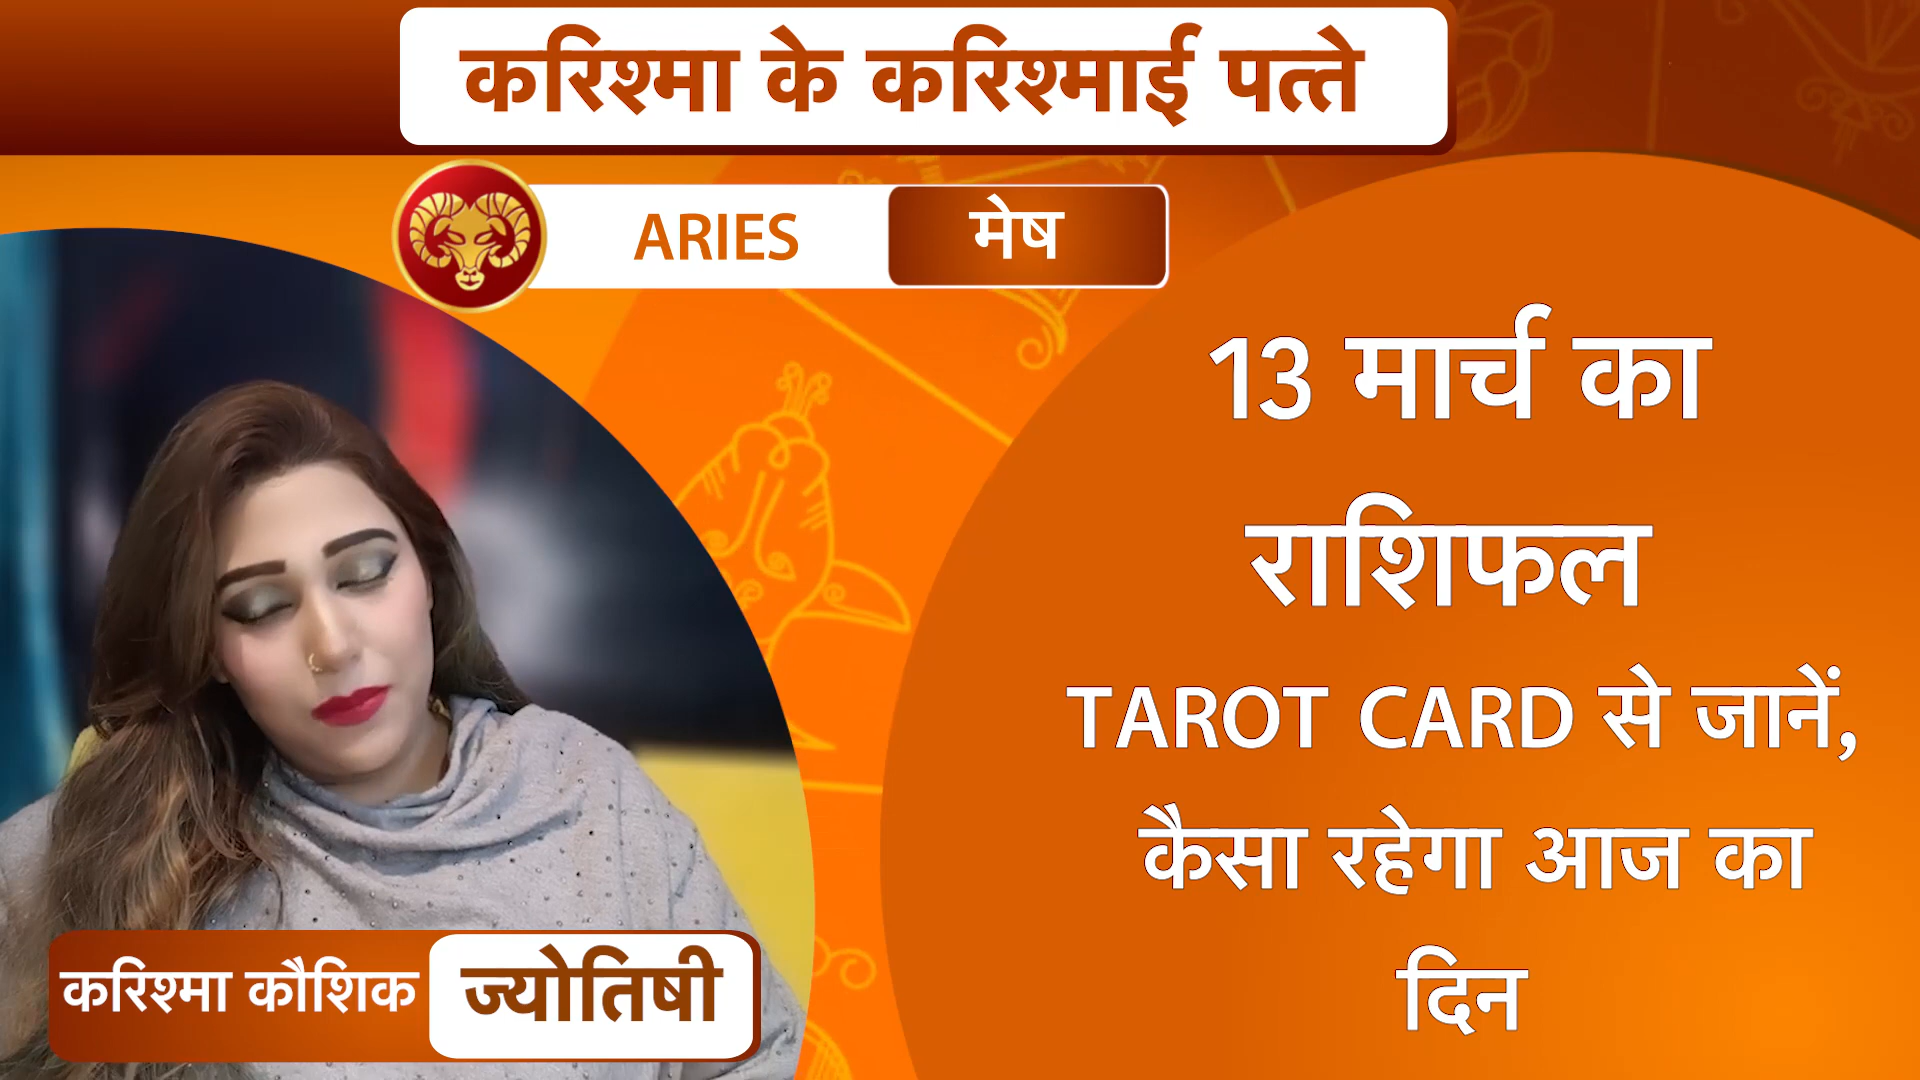 करिश्मा के करिश्माई पत्ते
ARIES मेष
13 मार्च का
राशिफल
TAROT CARD से जानें,
कैसा रहेगा आज का
दिन
करिश्मा कौशिक ज्योतिषी